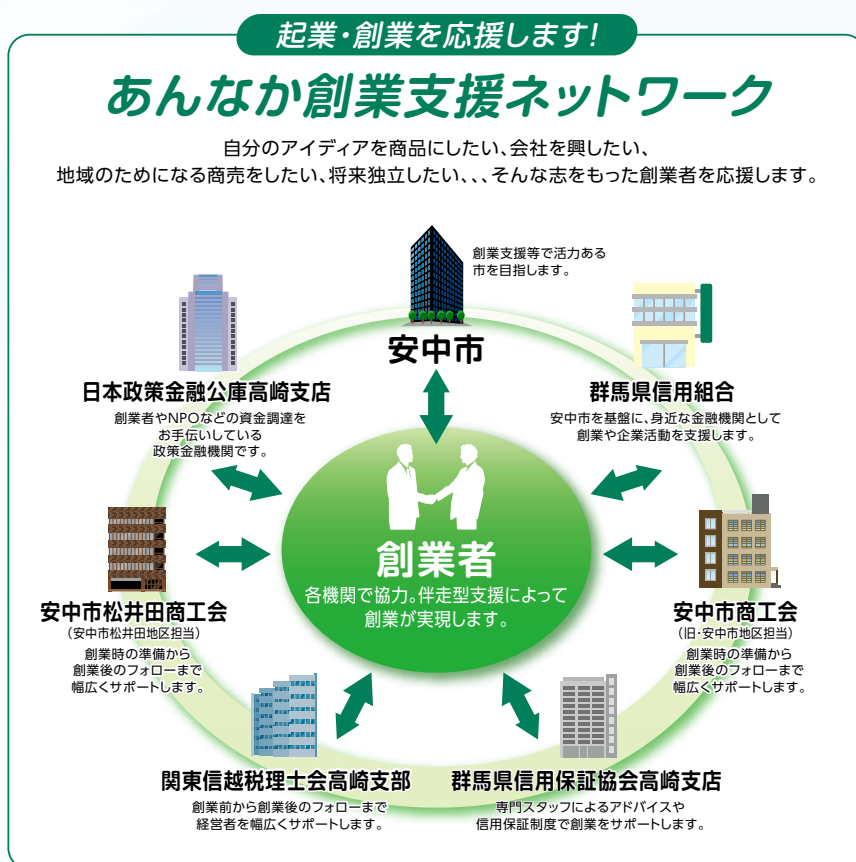 起業・創業を応援します!
あんなか創業支援ネットワーク
自分のアイディアを商品にしたい、会社を興したい、
地域のためになる商売をしたい、将来独立したい、、、そんな志をもった創業者を応援します。
創業支援等で活力ある
市を目指します。
安中市
日本政策金融公庫高崎支店
創業者やNPOなどの資金調達を
お手伝いしている
政策金融機関です。
群馬県信用組合
安中市を基盤に、身近な金融機関として
創業や企業活動を支援します。
創業者
各機関で協力。伴走型支援によって
創業が実現します。
安中市松井田商工会
(安中市松井田地区担当)
創業時の準備から
創業後のフォローまで
幅広くサポートします。
安中市商工会
(旧・安中市地区担当)
創業時の準備から
創業後のフォローまで
幅広くサポートします。
関東信越税理士会高崎支部
創業前から創業後のフォローまで
経営者を幅広くサポートします。
群馬県信用保証協会高崎支店
専門スタッフによるアドバイスや
信用保証制度で創業をサポートします。